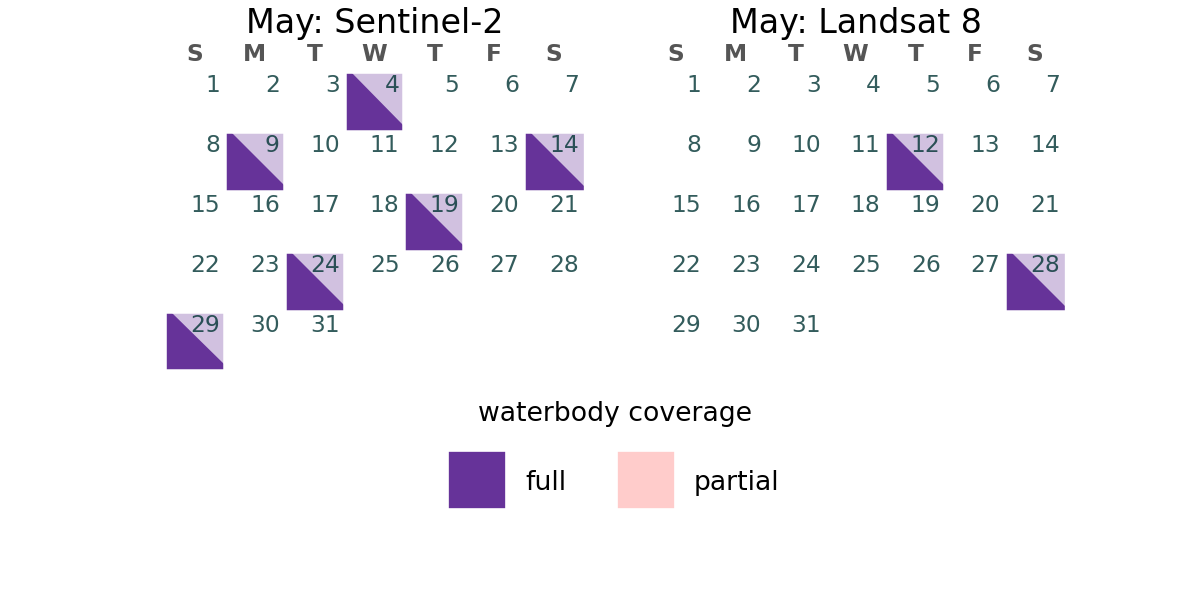 May: Sentinel-2
S M T W T F S
1 2 3 4 5 6 7
8 9 10 11 12 13 14
15 16 17 18 19 20 21
22 23 24 25 26 27 28
29 30 31
May: Landsat 8
S M T W T F S
1 2 3 4 5 6 7
8 9 10 11 12 13 14
15 16 17 18 19 20 21
22 23 24 25 26 27 28
29 30 31
waterbody coverage
full partial